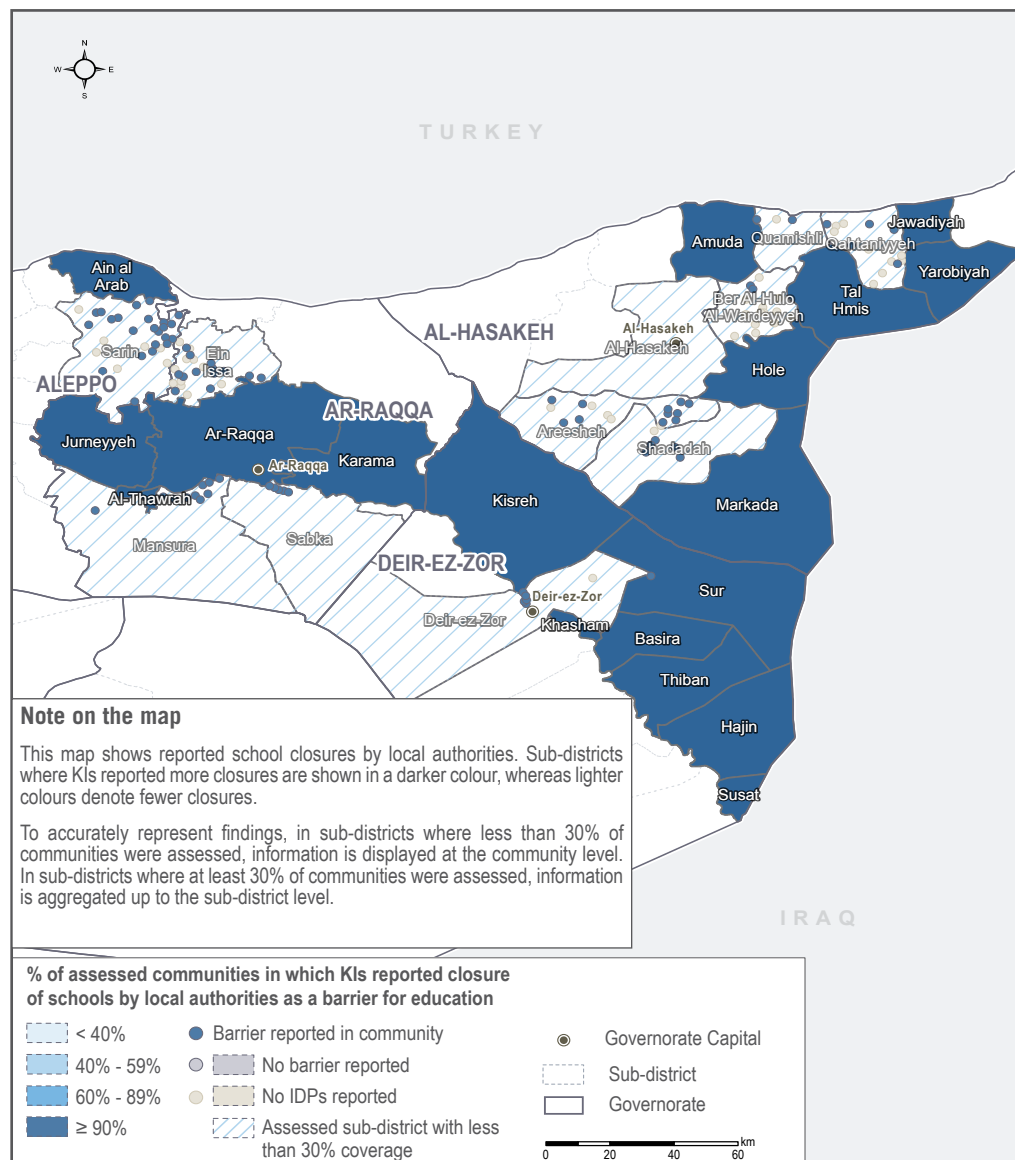 N
W E
S
TURKEY
Jawadiyah
Amuda
Quamishli
Qahtaniyyeh
Yarobiyah
Ain al
Arab
Tal
Hmis
Ber Al-Hulo
Al-Wardeyyeh
AL-HASAKEH
Al-Hasakeh
Al-Hasakeh
Sarin
Ein
Issa
Hole
ALEPPO
AR-RAQQA
Jurneyyeh
Ar-Raqqa
Areesheh
Shadadah
Ar-Raqqa
Karama
Kisreh
Markada
Al-Thawrah
Mansura
Sabka
DEIR-EZ-ZOR
Sur
Deir-ez-Zor
Deir-ez-Zor
Khasham
Basira
Thiban
Hajin
Susat
IRAQ
Note on the map
This map shows reported school closures by local authorities. Sub-districts
where KIs reported more closures are shown in a darker colour, whereas lighter
colours denote fewer closures.
To accurately represent findings, in sub-districts where less than 30% of
communities were assessed, information is displayed at the community level.
In sub-districts where at least 30% of communities were assessed, information
is aggregated up to the sub-district level.
% of assessed communities in which KIs reported closure
of schools by local authorities as a barrier for education
< 40%
40% - 59%
60% - 89%
≥ 90%
Barrier reported in community
No barrier reported
No IDPs reported
Assessed sub-district with less
than 30% coverage
Governorate Capital
Sub-district
Governorate
km
0 20 40 60